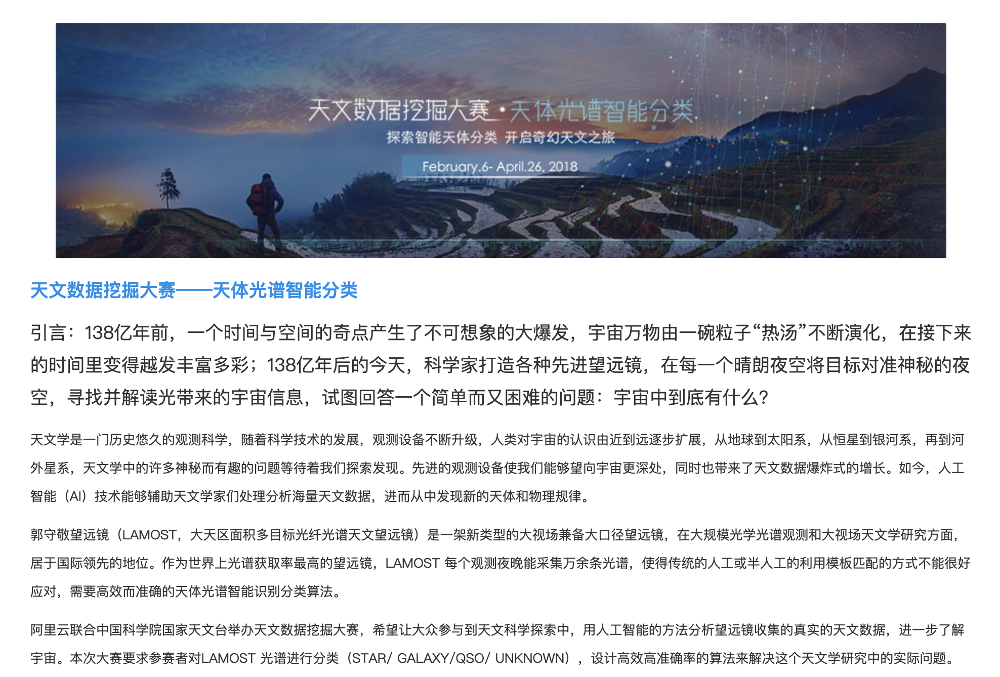 天文数据挖掘大赛·天体光谱智能分类
探索智能天体分类 开启奇幻天文之旅
February.6- April.26, 2018
天文数据挖掘大赛——天体光谱智能分类
引言：138亿年前，一个时间与空间的奇点产生了不可想象的大爆发，宇宙万物由一碗粒子“热汤”不断演化，在接下来
的时间里变得越发丰富多彩；138亿年后的今天，科学家打造各种先进望远镜，在每一个晴朗夜空将目标对准神秘的夜
空，寻找并解读光带来的宇宙信息，试图回答一个简单而又困难的问题：宇宙中到底有什么？
天文学是一门历史悠久的观测科学，随着科学技术的发展，观测设备不断升级，人类对宇宙的认识由近到远逐步扩展，从地球到太阳系，从恒星到银河系，再到河
外星系，天文学中的许多神秘而有趣的问题等待着我们探索发现。先进的观测设备使我们能够望向宇宙更深处，同时也带来了天文数据爆炸式的增长。如今，人工
智能（AI）技术能够辅助天文学家们处理分析海量天文数据，进而从中发现新的天体和物理规律。
郭守敬望远镜（LAMOST，大天区面积多目标光纤光谱天文望远镜）是一架新类型的大视场兼备大口径望远镜，在大规模光学光谱观测和大视场天文学研究方面，
居于国际领先的地位。作为世界上光谱获取率最高的望远镜，LAMOST 每个观测夜晚能采集万余条光谱，使得传统的人工或半人工的利用模板匹配的方式不能很好
应对，需要高效而准确的天体光谱智能识别分类算法。
阿里云联合中国科学院国家天文台举办天文数据挖掘大赛，希望让大众参与到天文科学探索中，用人工智能的方法分析望远镜收集的真实的天文数据，进一步了解
宇宙。本次大赛要求参赛者对LAMOST 光谱进行分类（STAR/ GALAXY/QSO/ UNKNOWN），设计高效高准确率的算法来解决这个天文学研究中的实际问题。